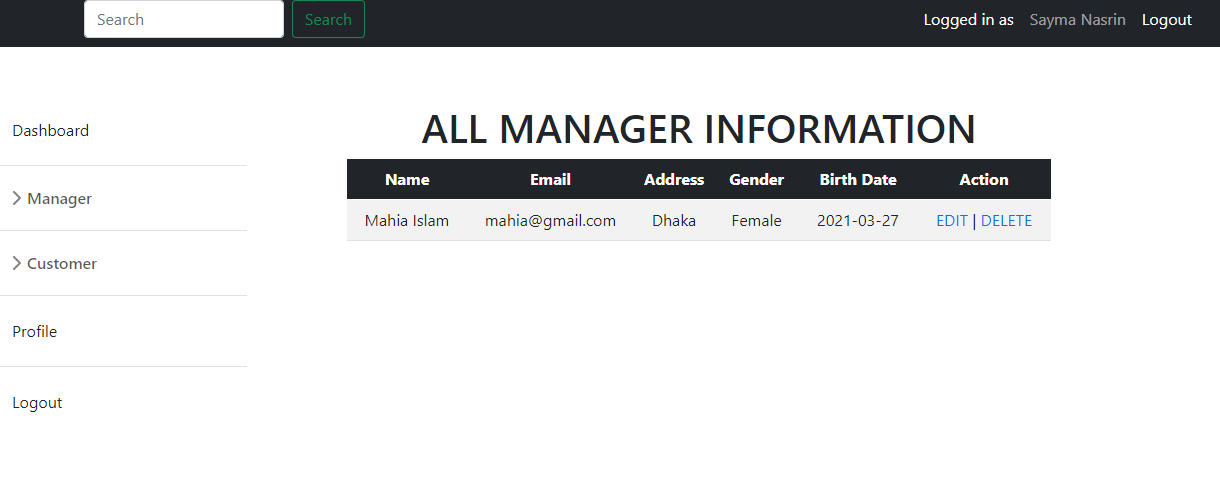 Search Search Logged in as Sayma Nasrin Logout
Dashboard
Manager
Customer
Profile
Logout
ALL MANAGER INFORMATION
Name Email Address Gender Birth Date Action
Mahia Islam mahia@gmail.com Dhaka Female 2021-03-27 EDIT | DELETE